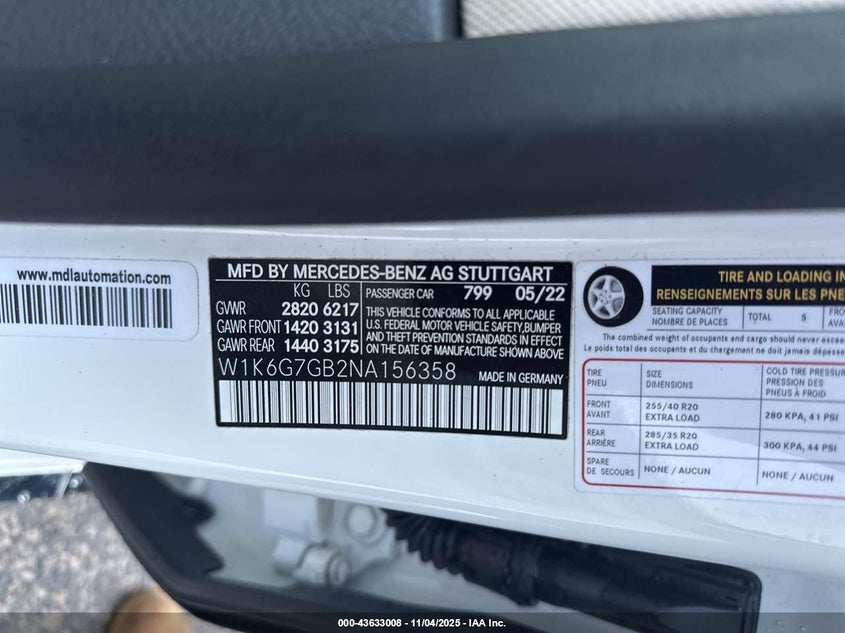 www.mdlautomation.com
MFD BY MERCEDES-BENZ AG STUTTGART
KG LBS
GVWR 2820 6217
GAWR FRONT 1420 3131
GAWR REAR 1440 3175
PASSENGER CAR 799 05/22
THIS VEHICLE CONFORMS TO ALL APPLICABLE
U.S. FEDERAL MOTOR VEHICLE SAFETY,BUMPER
AND THEFT PREVENTION STANDARDS IN EFFECT
ON THE DATE OF MANUFACTURE SHOWN ABOVE
W1K6G7GB2NA156358
MADE IN GERMANY
TIRE AND LOADING IN
RENSEIGNEMENTS SUR LES PNE
SEATING CAPACITY
NOMBRE DE PLACES
TOTAL 5
FRO
AVA
The combined weight of occupants and cargo should never excee
Le poids total des occupants et du chargement ne doit jamais dépasse
TIRE
PNEU
SIZE
DIMENSIONS
COLD TIRE PRESSU
PRESSION DES
PNEUS À FROID
FRONT
AVANT
255/40 R20
EXTRA LOAD
280 KPA, 41 PSI
REAR
ARRIÈRE
285/35 R20
EXTRA LOAD
300 KPA, 44 PSI
SPARE
DE SECOURS
NONE / AUCUN
NONE / AUCUN
000-43633008 - 11/04/2025 - IAA Inc.